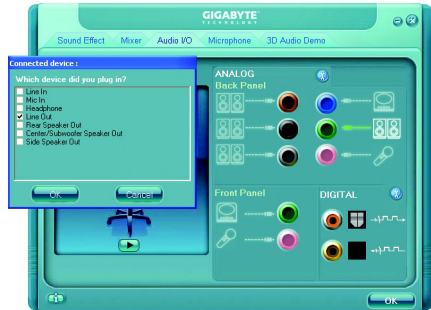 GIGABYTE
TECHNOLOGY
Sound Effect Mixer Audio I/O Microphone 3D Audio Demo
Connected device :
Which device did you plug in?
Line In
Mic In
Headphone
Line Out
Rear Speaker Out
Center/Subwoofer Speaker Out
Side Speaker Out
OK Cancel
ANALOG
Back Panel
Front Panel
DIGITAL
OK